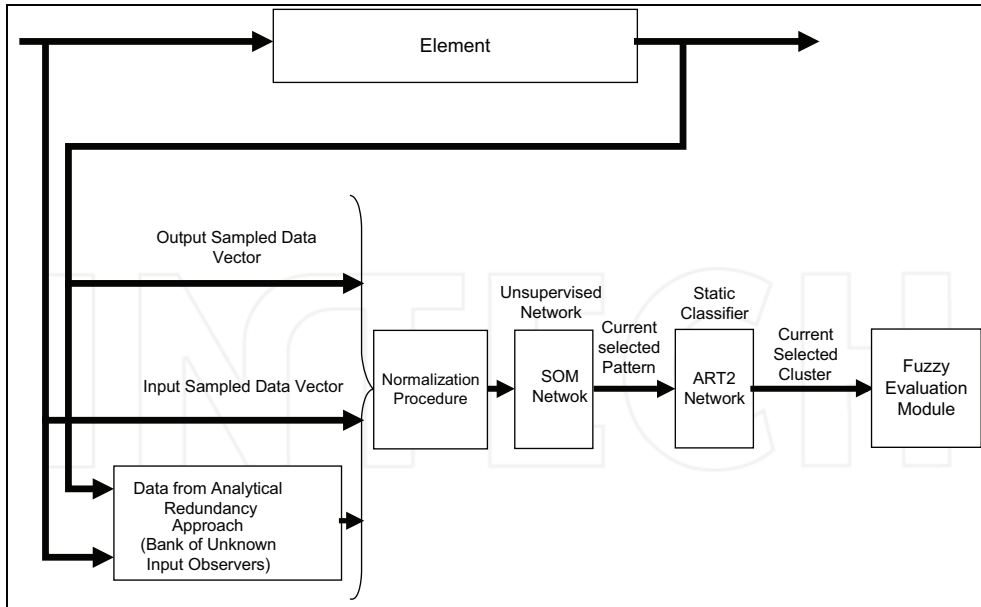 Element
Output Sampled Data
Vector
Unsupervised
Network
Static
Classifier
Current
selected
Pattern
Current
Selected
Cluster
Input Sampled Data Vector
Normalization
Procedure
SOM
Netwok
ART2
Network
Fuzzy
Evaluation
Module
Data from Analytical
Redundancy
Approach
(Bank of Unknown
Input Observers)
INTECH